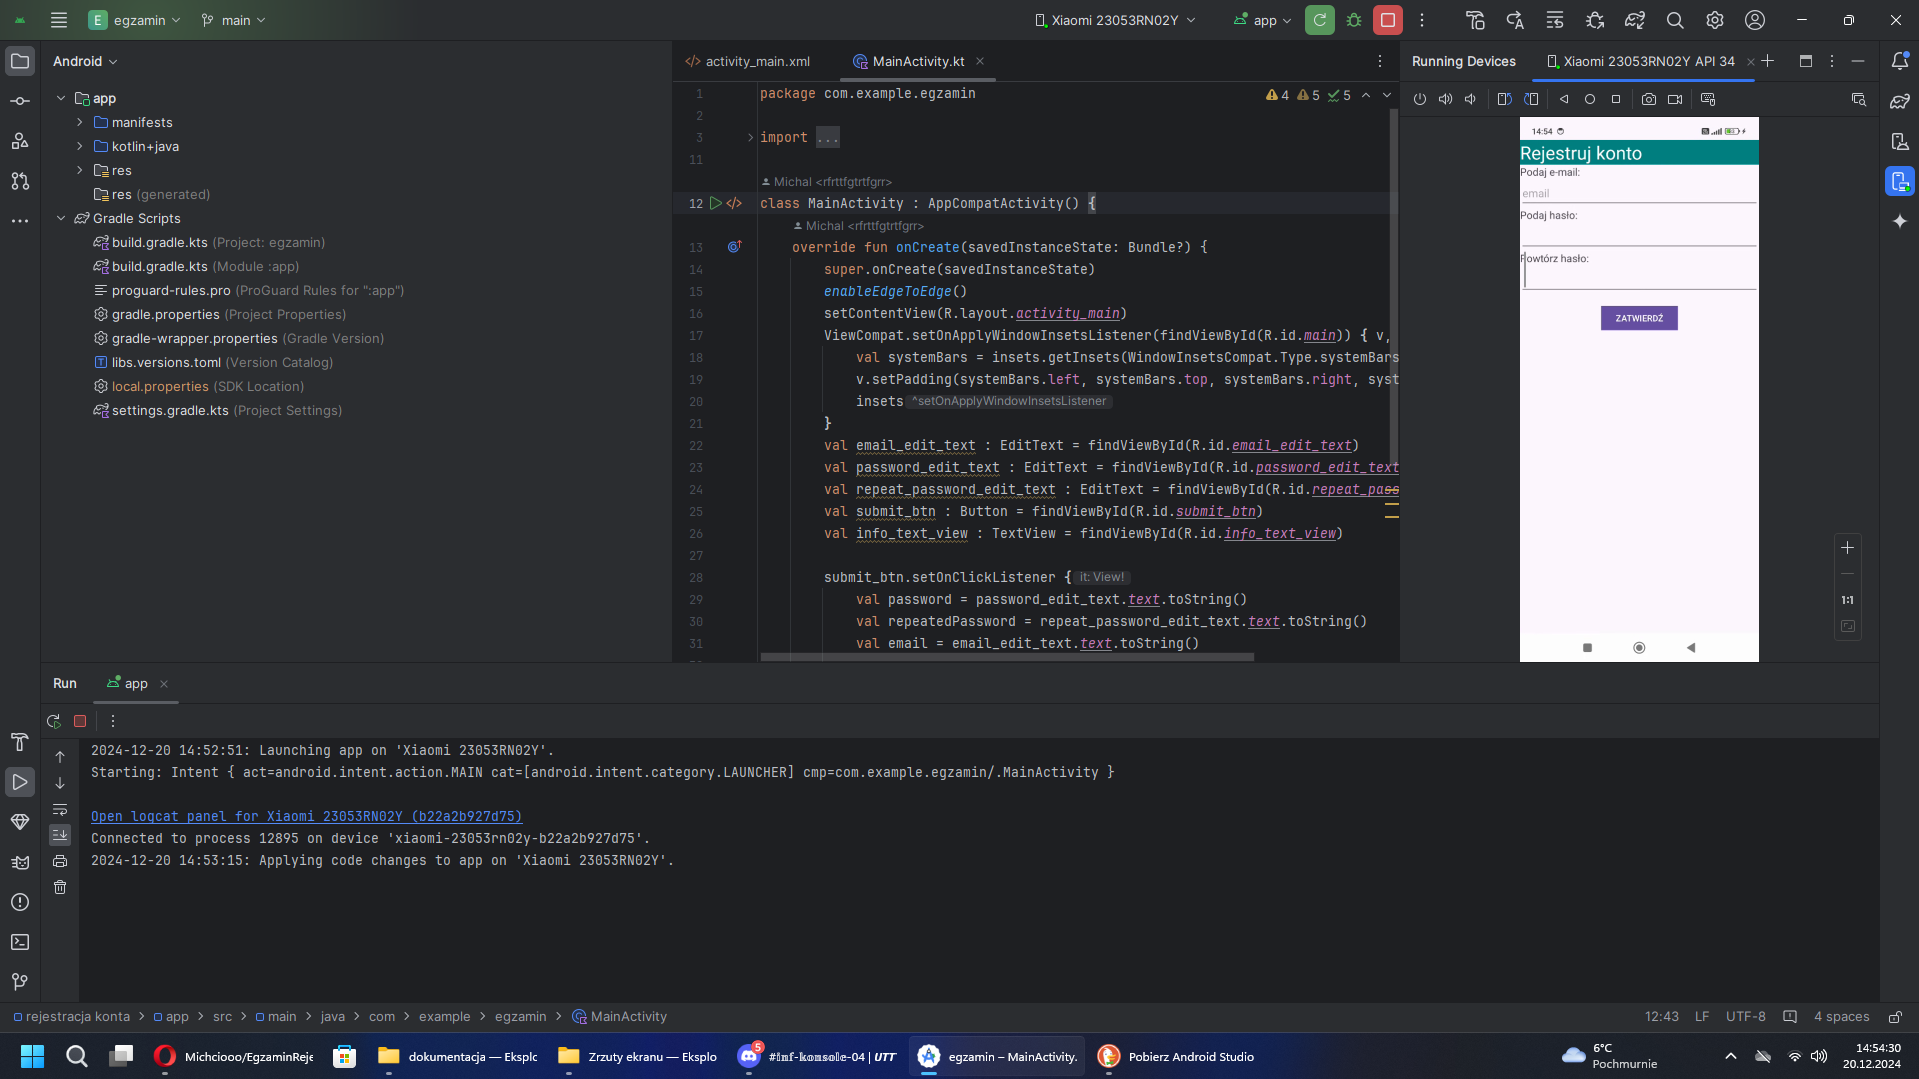 E egzamin main Xiaomi 23053RN02Y app
Android
app
manifests
kotlin+java
res
res (generated)
Gradle Scripts
build.gradle.kts (Project: egzamin)
build.gradle.kts (Module :app)
proguard-rules.pro (ProGuard Rules for ":app")
gradle.properties (Project Properties)
gradle-wrapper.properties (Gradle Version)
libs.versions.toml (Version Catalog)
local.properties (SDK Location)
settings.gradle.kts (Project Settings)
activity_main.xml MainActivity.kt
4 5 5
1 package com.example.egzamin
2
3 import ...
11
Michal <rfrttfgtrtfgrr>
12 class MainActivity : AppCompatActivity() {
Michal <rfrttfgtrtfgrr>
13 override fun onCreate(savedInstanceState: Bundle?) {
14 super.onCreate(savedInstanceState)
15 enableEdgeToEdge()
16 setContentView(R.layout.activity_main)
17 ViewCompat.setOnApplyWindowInsetsListener(findViewById(R.id.main)) { v,
18 val systemBars = insets.getInsets(WindowInsetsCompat.Type.systemBars
19 v.setPadding(systemBars.left, systemBars.top, systemBars.right, syst
20 insets ^setOnApplyWindowInsetsListener
21 }
22 val email_edit_text : EditText = findViewById(R.id.email_edit_text)
23 val password_edit_text : EditText = findViewById(R.id.password_edit_text
24 val repeat_password_edit_text : EditText = findViewById(R.id.repeat_pass
25 val submit_btn : Button = findViewById(R.id.submit_btn)
26 val info_text_view : TextView = findViewById(R.id.info_text_view)
27
28 submit_btn.setOnClickListener { it: View!
29 val password = password_edit_text.text.toString()
30 val repeatedPassword = repeat_password_edit_text.text.toString()
31 val email = email_edit_text.text.toString()
Running Devices Xiaomi 23053RN02Y API 34
14:54
Rejestruj konto
Podaj e-mail:
email
Podaj hasło:
Powtórz hasło:
ZATWIERDŹ
1:1
Run app
2024-12-20 14:52:51: Launching app on 'Xiaomi 23053RN02Y'.
Starting: Intent { act=android.intent.action.MAIN cat=[android.intent.category.LAUNCHER] cmp=com.example.egzamin/.MainActivity }
Open logcat panel for Xiaomi 23053RN02Y (b22a2b927d75)
Connected to process 12895 on device 'xiaomi-23053rn02y-b22a2b927d75'.
2024-12-20 14:53:15: Applying code changes to app on 'Xiaomi 23053RN02Y'.
rejestracja konta > app > src > main > java > com > example > egzamin > MainActivity
12:43 LF UTF-8 4 spaces
Michciooo/EgzaminReje
dokumentacja — Eksplc
Zrzuty ekranu — Eksplo
5
#𝕚𝕟𝕗-𝕜𝕠𝕟𝕤𝕠𝕝𝕖-04 | UTT
egzamin – MainActivity.
Pobierz Android Studio
6°C
Pochmurnie
14:54:30
20.12.2024